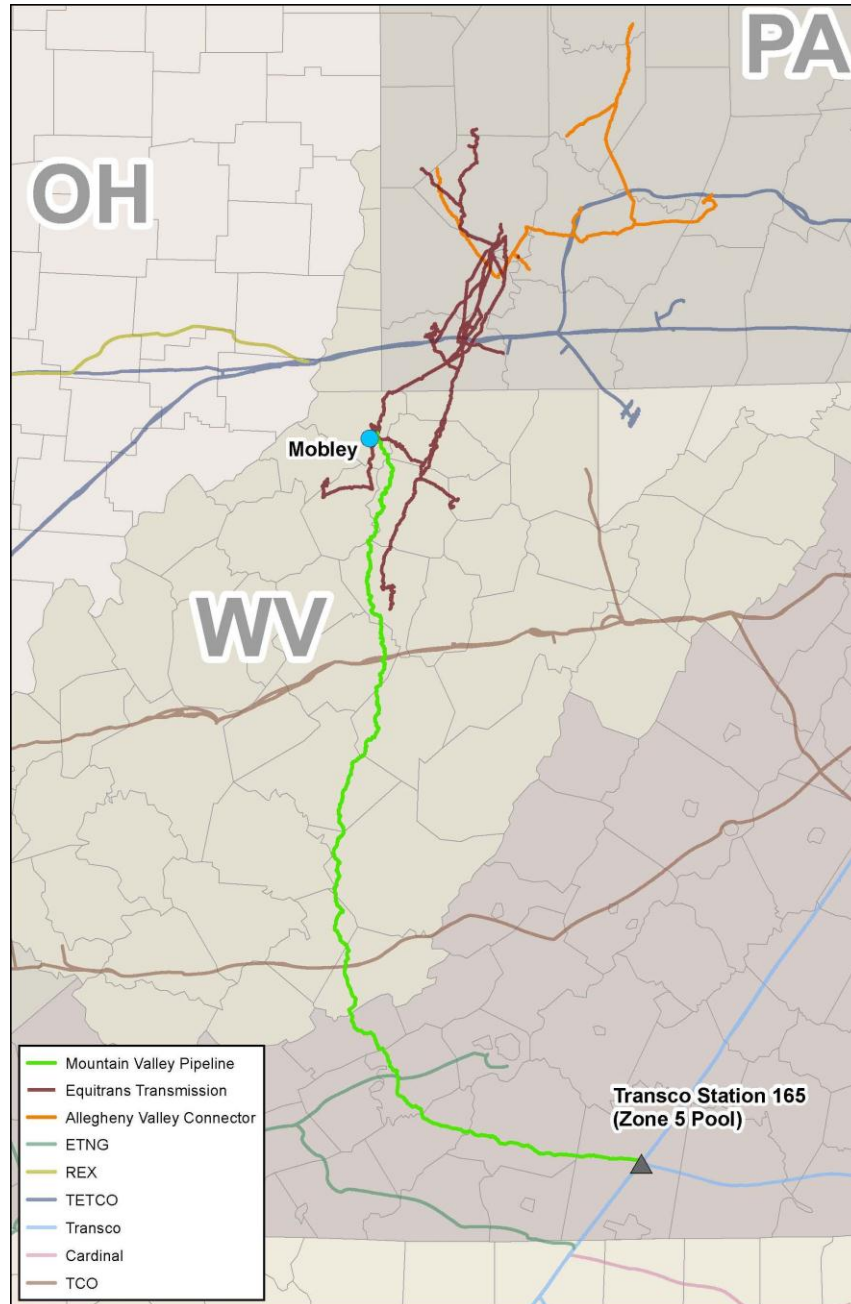 PA
OH
Mobley
WV
Transco Station 165
(Zone 5 Pool)
Mountain Valley Pipeline
Equitrans Transmission
Allegheny Valley Connector
ETNG
REX
TETCO
Transco
Cardinal
TCO